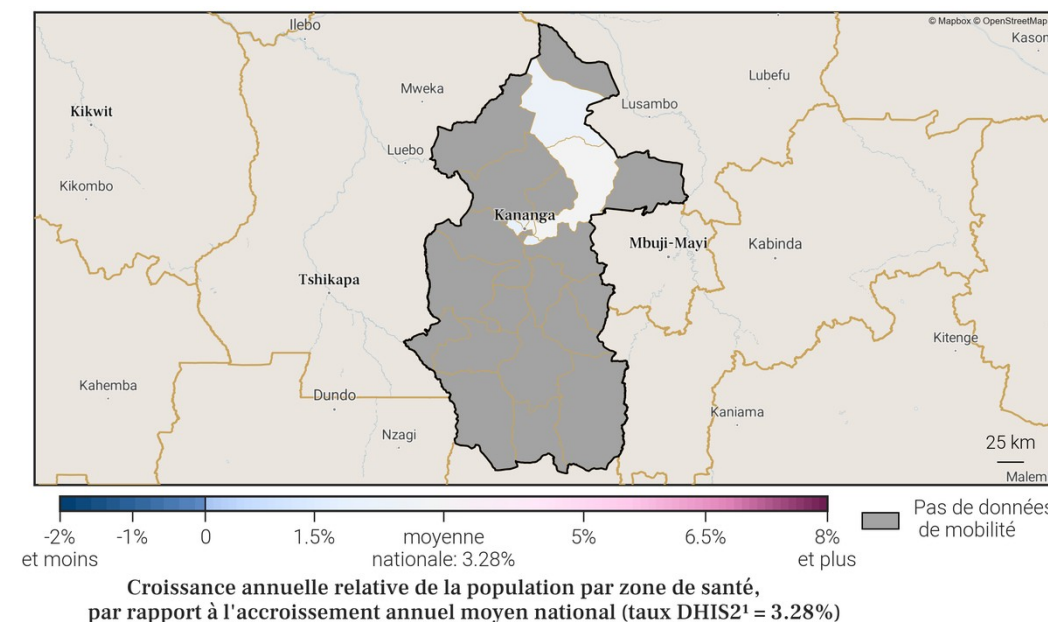 Ilebo
© Mapbox © OpenStreetMap
Kason
Mweka
Lubefu
Kikwit
Lusambo
Luebo
Kikombo
Kananga
Mbuji-Mayi
Kabinda
Tshikapa
Kitenge
Kahemba
Dundo
Kaniama
Nzagi
25 km
Malem
-2%
et moins
-1%
0
1.5%
moyenne
nationale: 3.28%
5%
6.5%
8%
et plus
Pas de données
de mobilité
Croissance annuelle relative de la population par zone de santé,
par rapport à l'accroissement annuel moyen national (taux DHIS2¹ = 3.28%)